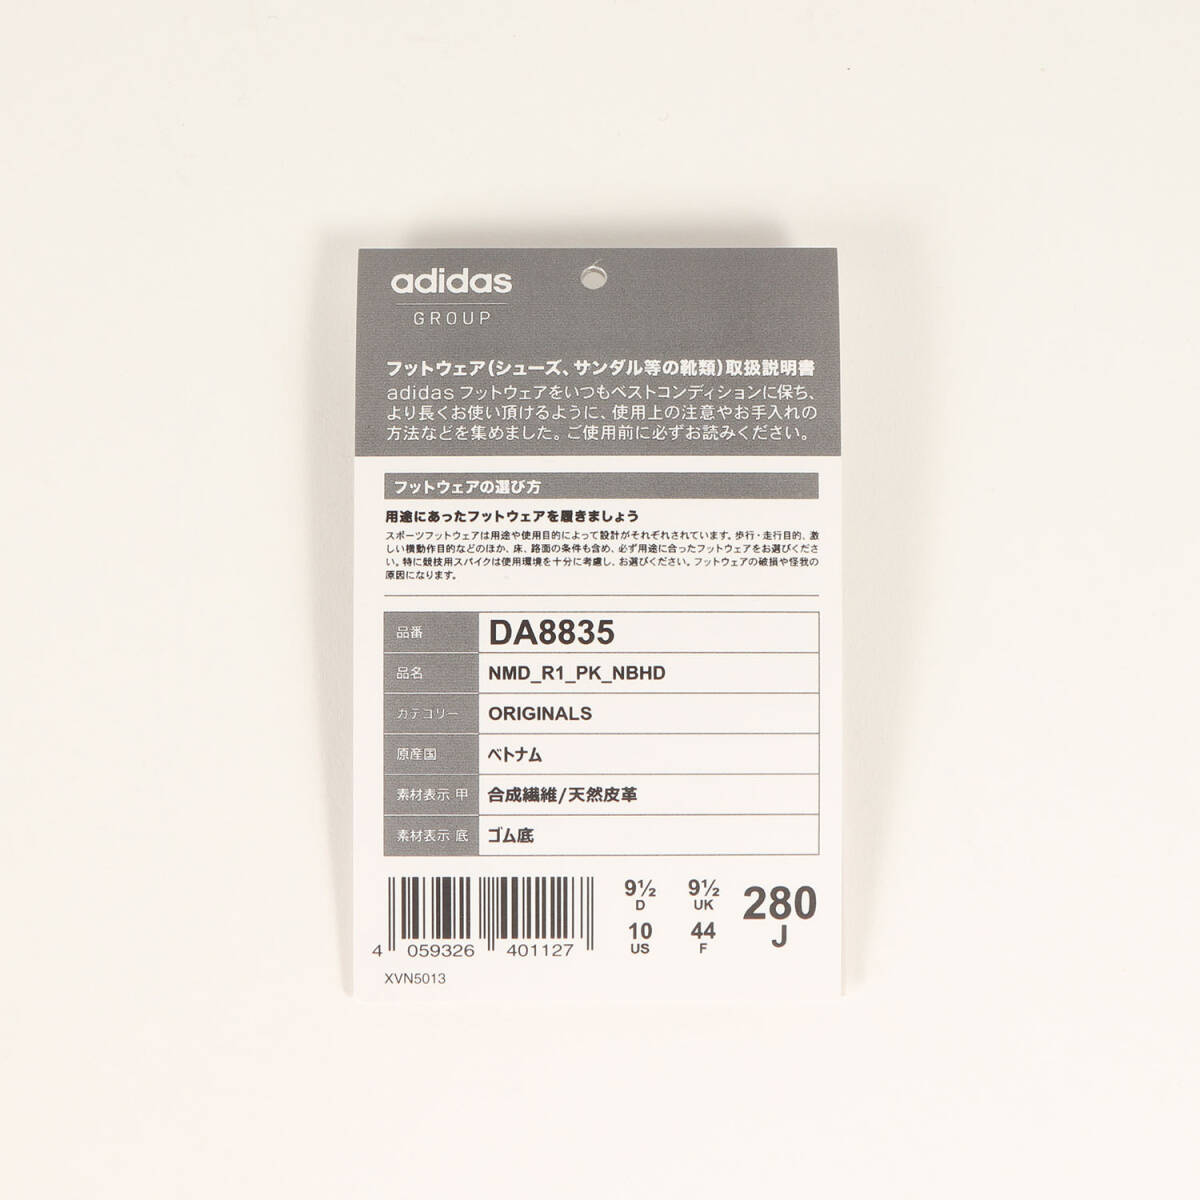 adidas
GROUP
フットウェア(シューズ、サンダル等の靴類)取扱説明書
adidas フットウェアをいつもベストコンディションに保ち、
より長くお使い頂けるように、使用上の注意やお手入れの
方法などを集めました。ご使用前に必ずお読みください。
フットウェアの選び方
用途にあったフットウェアを履きましょう
スポーツフットウェアは用途や使用目的によって設計がそれぞれされています。歩行・走行目的、激
しい横動作目的などのほか、床、路面の条件も含め、必ず用途に合ったフットウェアをお選びくださ
い。特に競技用スパイクは使用環境を十分に考慮し、お選びください。フットウェアの破損や怪我の
原因になります。
品番 DA8835
品名 NMD_R1_PK_NBHD
カテゴリー ORIGINALS
原産国 ベトナム
素材表示 甲 合成繊維/天然皮革
素材表示 底 ゴム底
9½ 9½ 280
D UK
10 44 J
US F
4 059326 401127
XVN5013